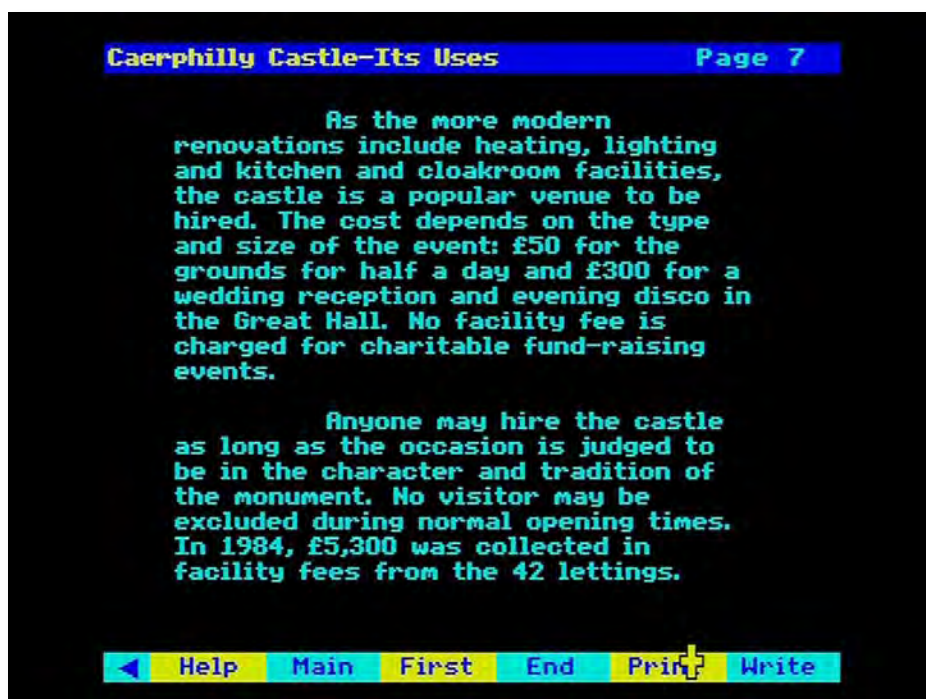 Caerphilly Castle-Its Uses Page 7
As the more modern
renovations include heating, lighting
and kitchen and cloakroom facilities,
the castle is a popular venue to be
hired. The cost depends on the type
and size of the event: £50 for the
grounds for half a day and £300 for a
wedding reception and evening disco in
the Great Hall. No facility fee is
charged for charitable fund-raising
events.
Anyone may hire the castle
as long as the occasion is judged to
be in the character and tradition of
the monument. No visitor may be
excluded during normal opening times.
In 1984, £5,300 was collected in
facility fees from the 42 lettings.
Help Main First End Print Write